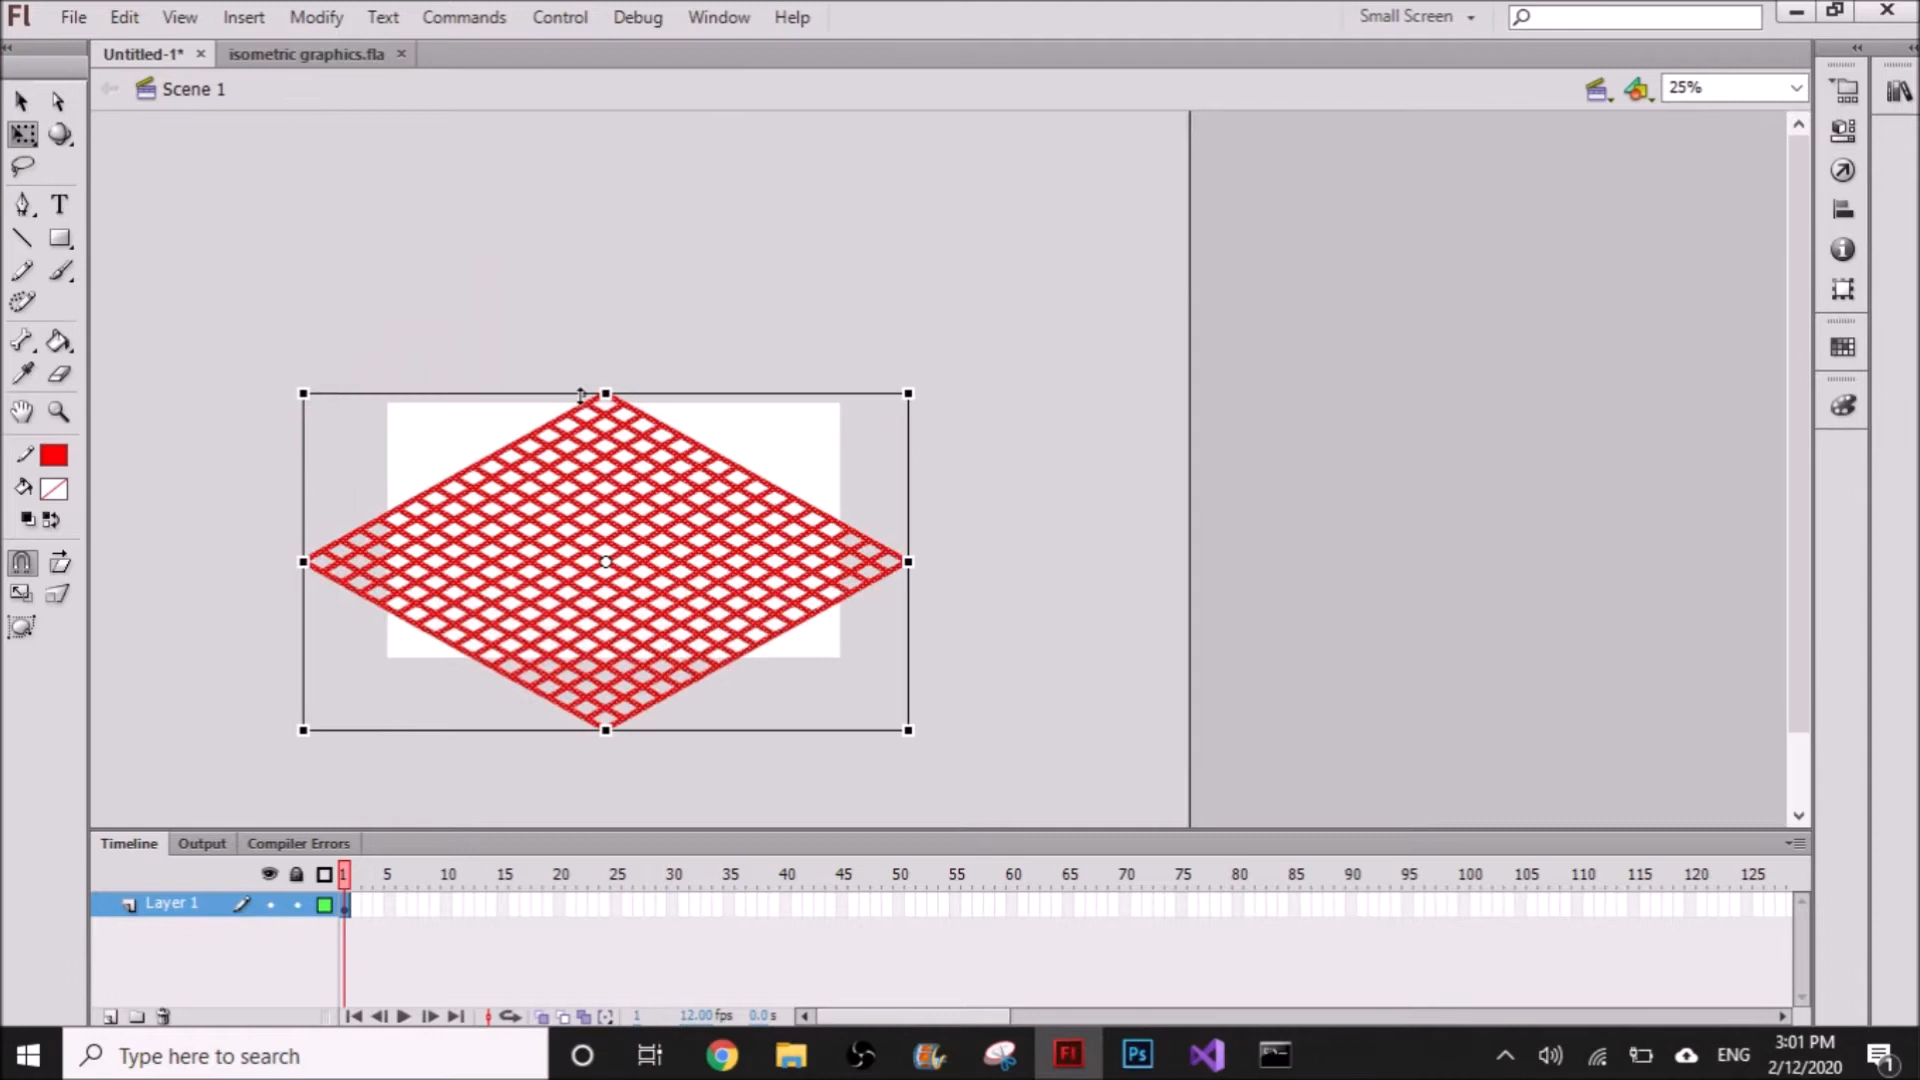 Fl File Edit View Insert Modify Text Commands Control Debug Window Help Small Screen
Untitled-1* × isometric graphics.fla ×
Scene 1 25%
T
Timeline Output Compiler Errors
1 5 10 15 20 25 30 35 40 45 50 55 60 65 70 75 80 85 90 95 100 105 110 115 120 125
Layer 1
1 12.00 fps 0.0 s
Type here to search Fl Ps ENG 3:01 PM
2/12/2020 1